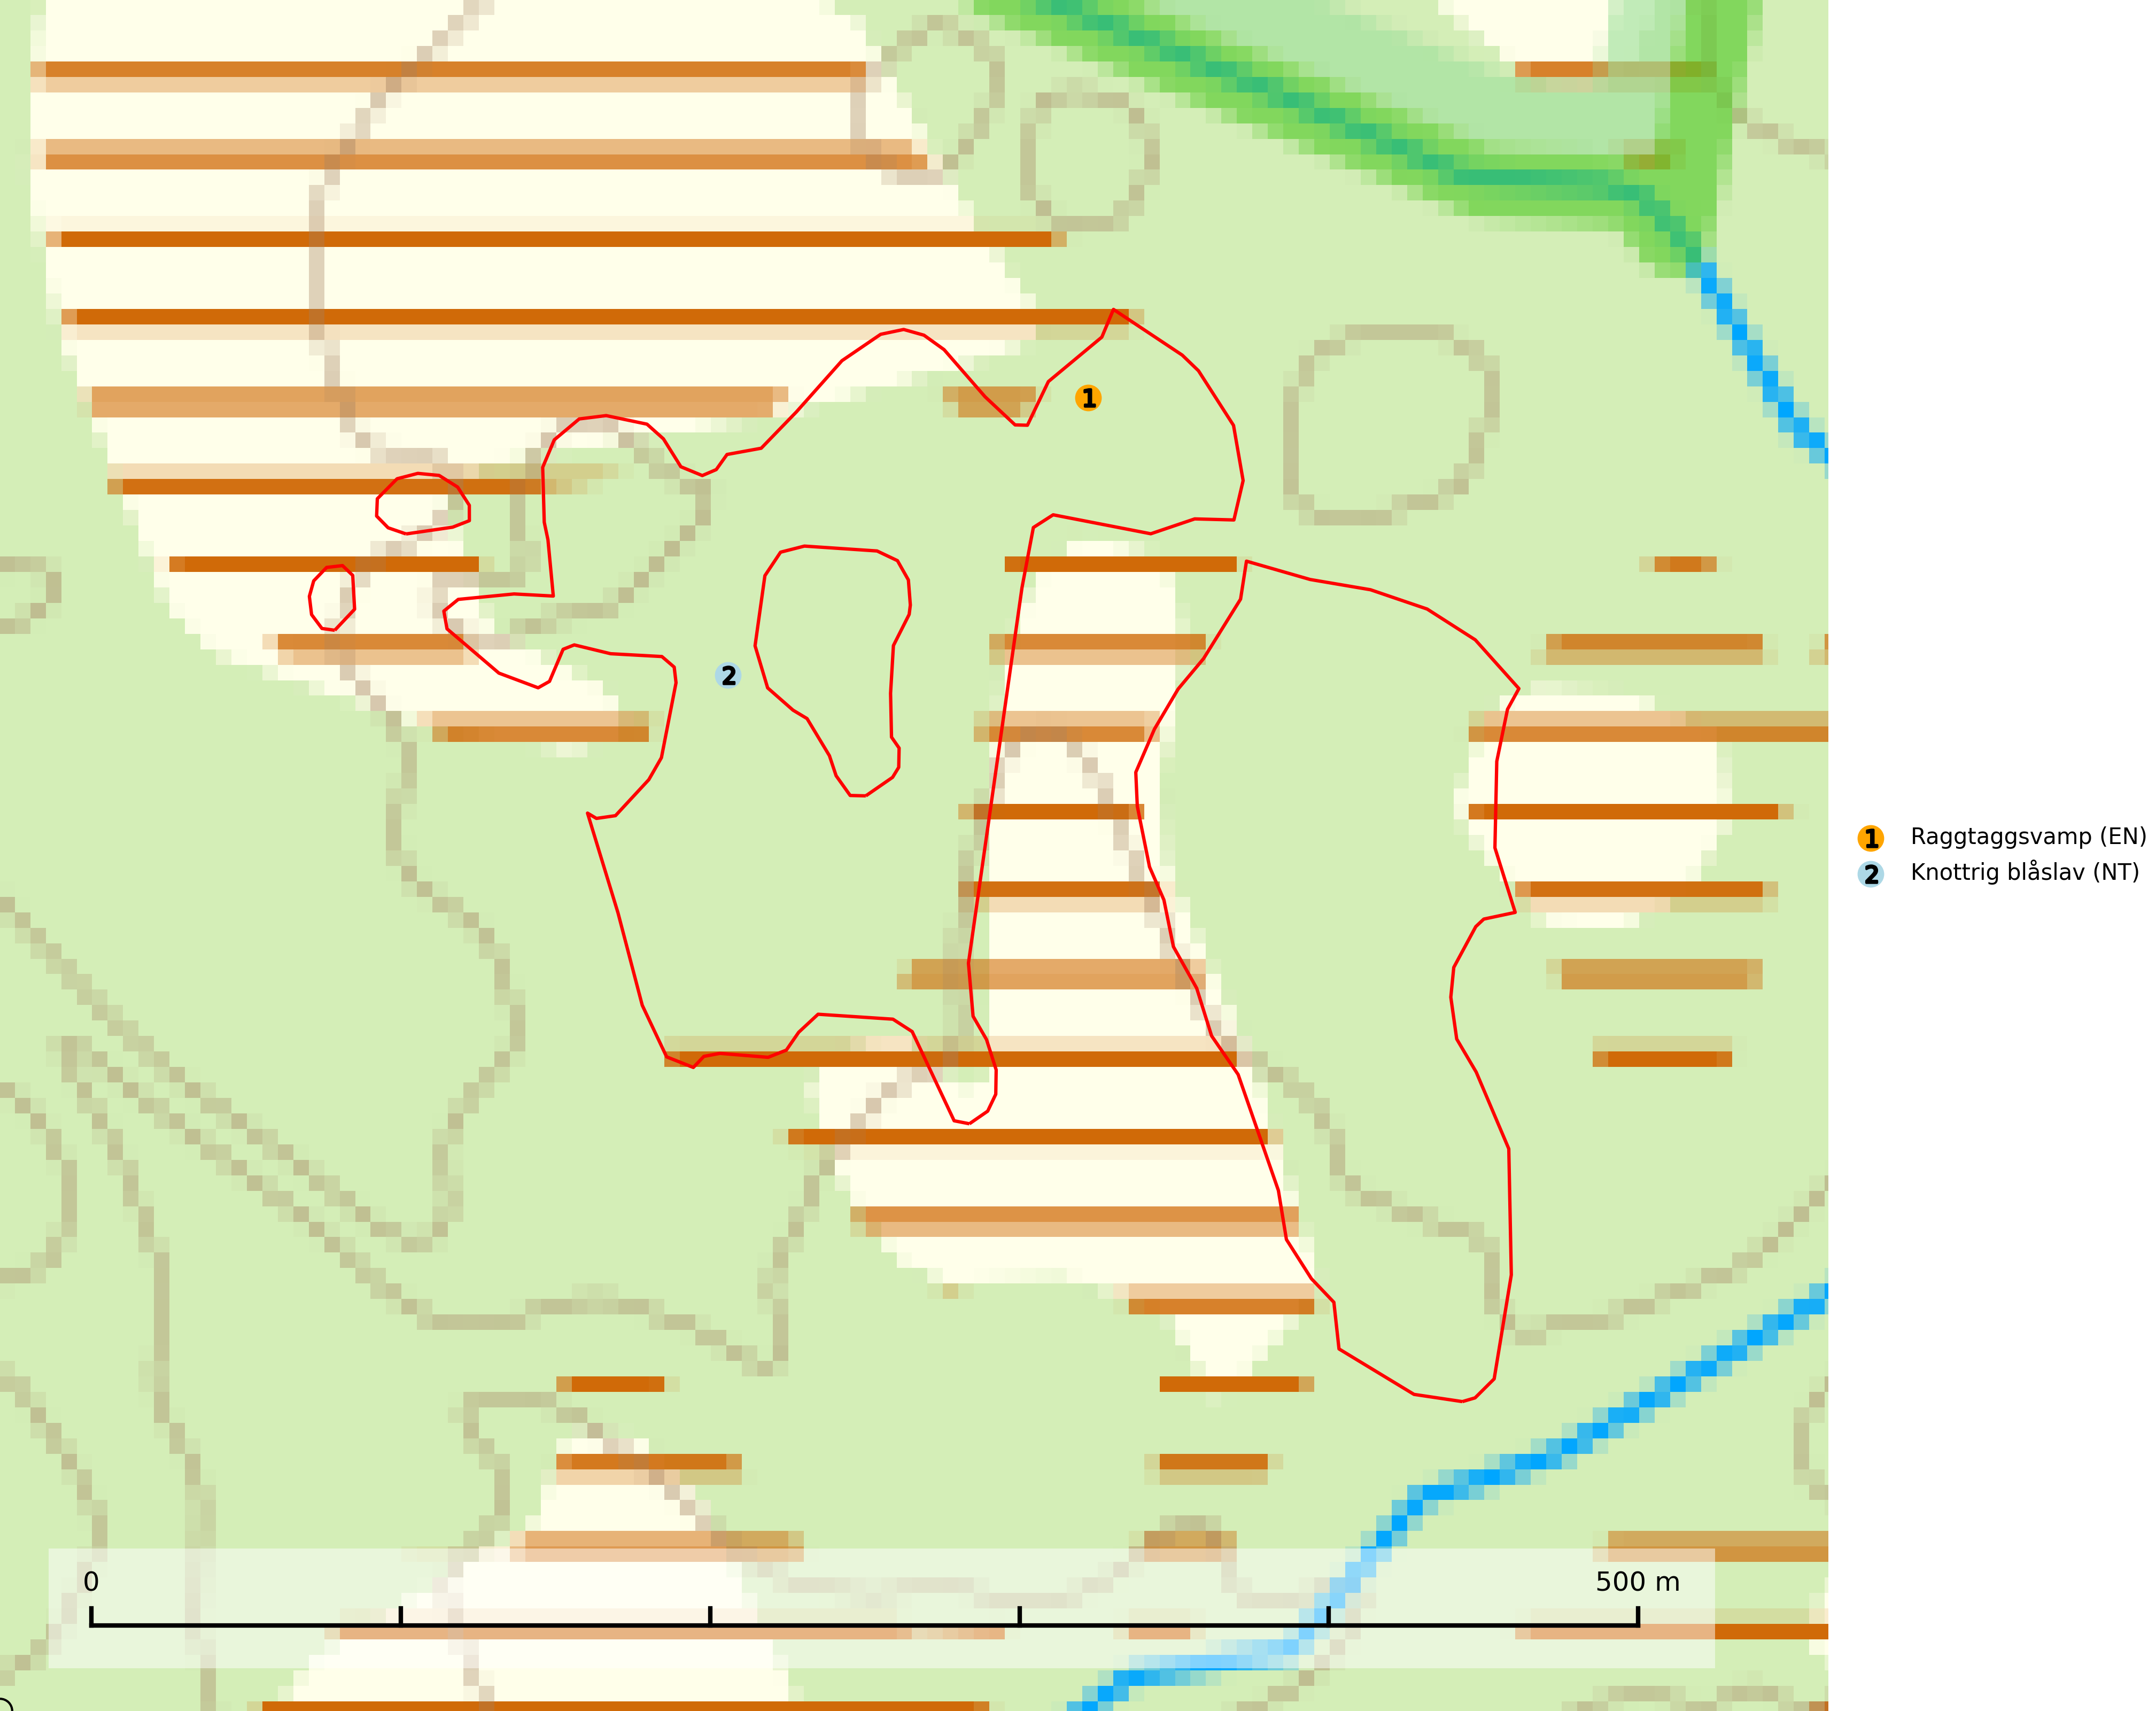 1
2
1 Raggtaggsvamp (EN)
2 Knottrig blåslav (NT)
0 500 m